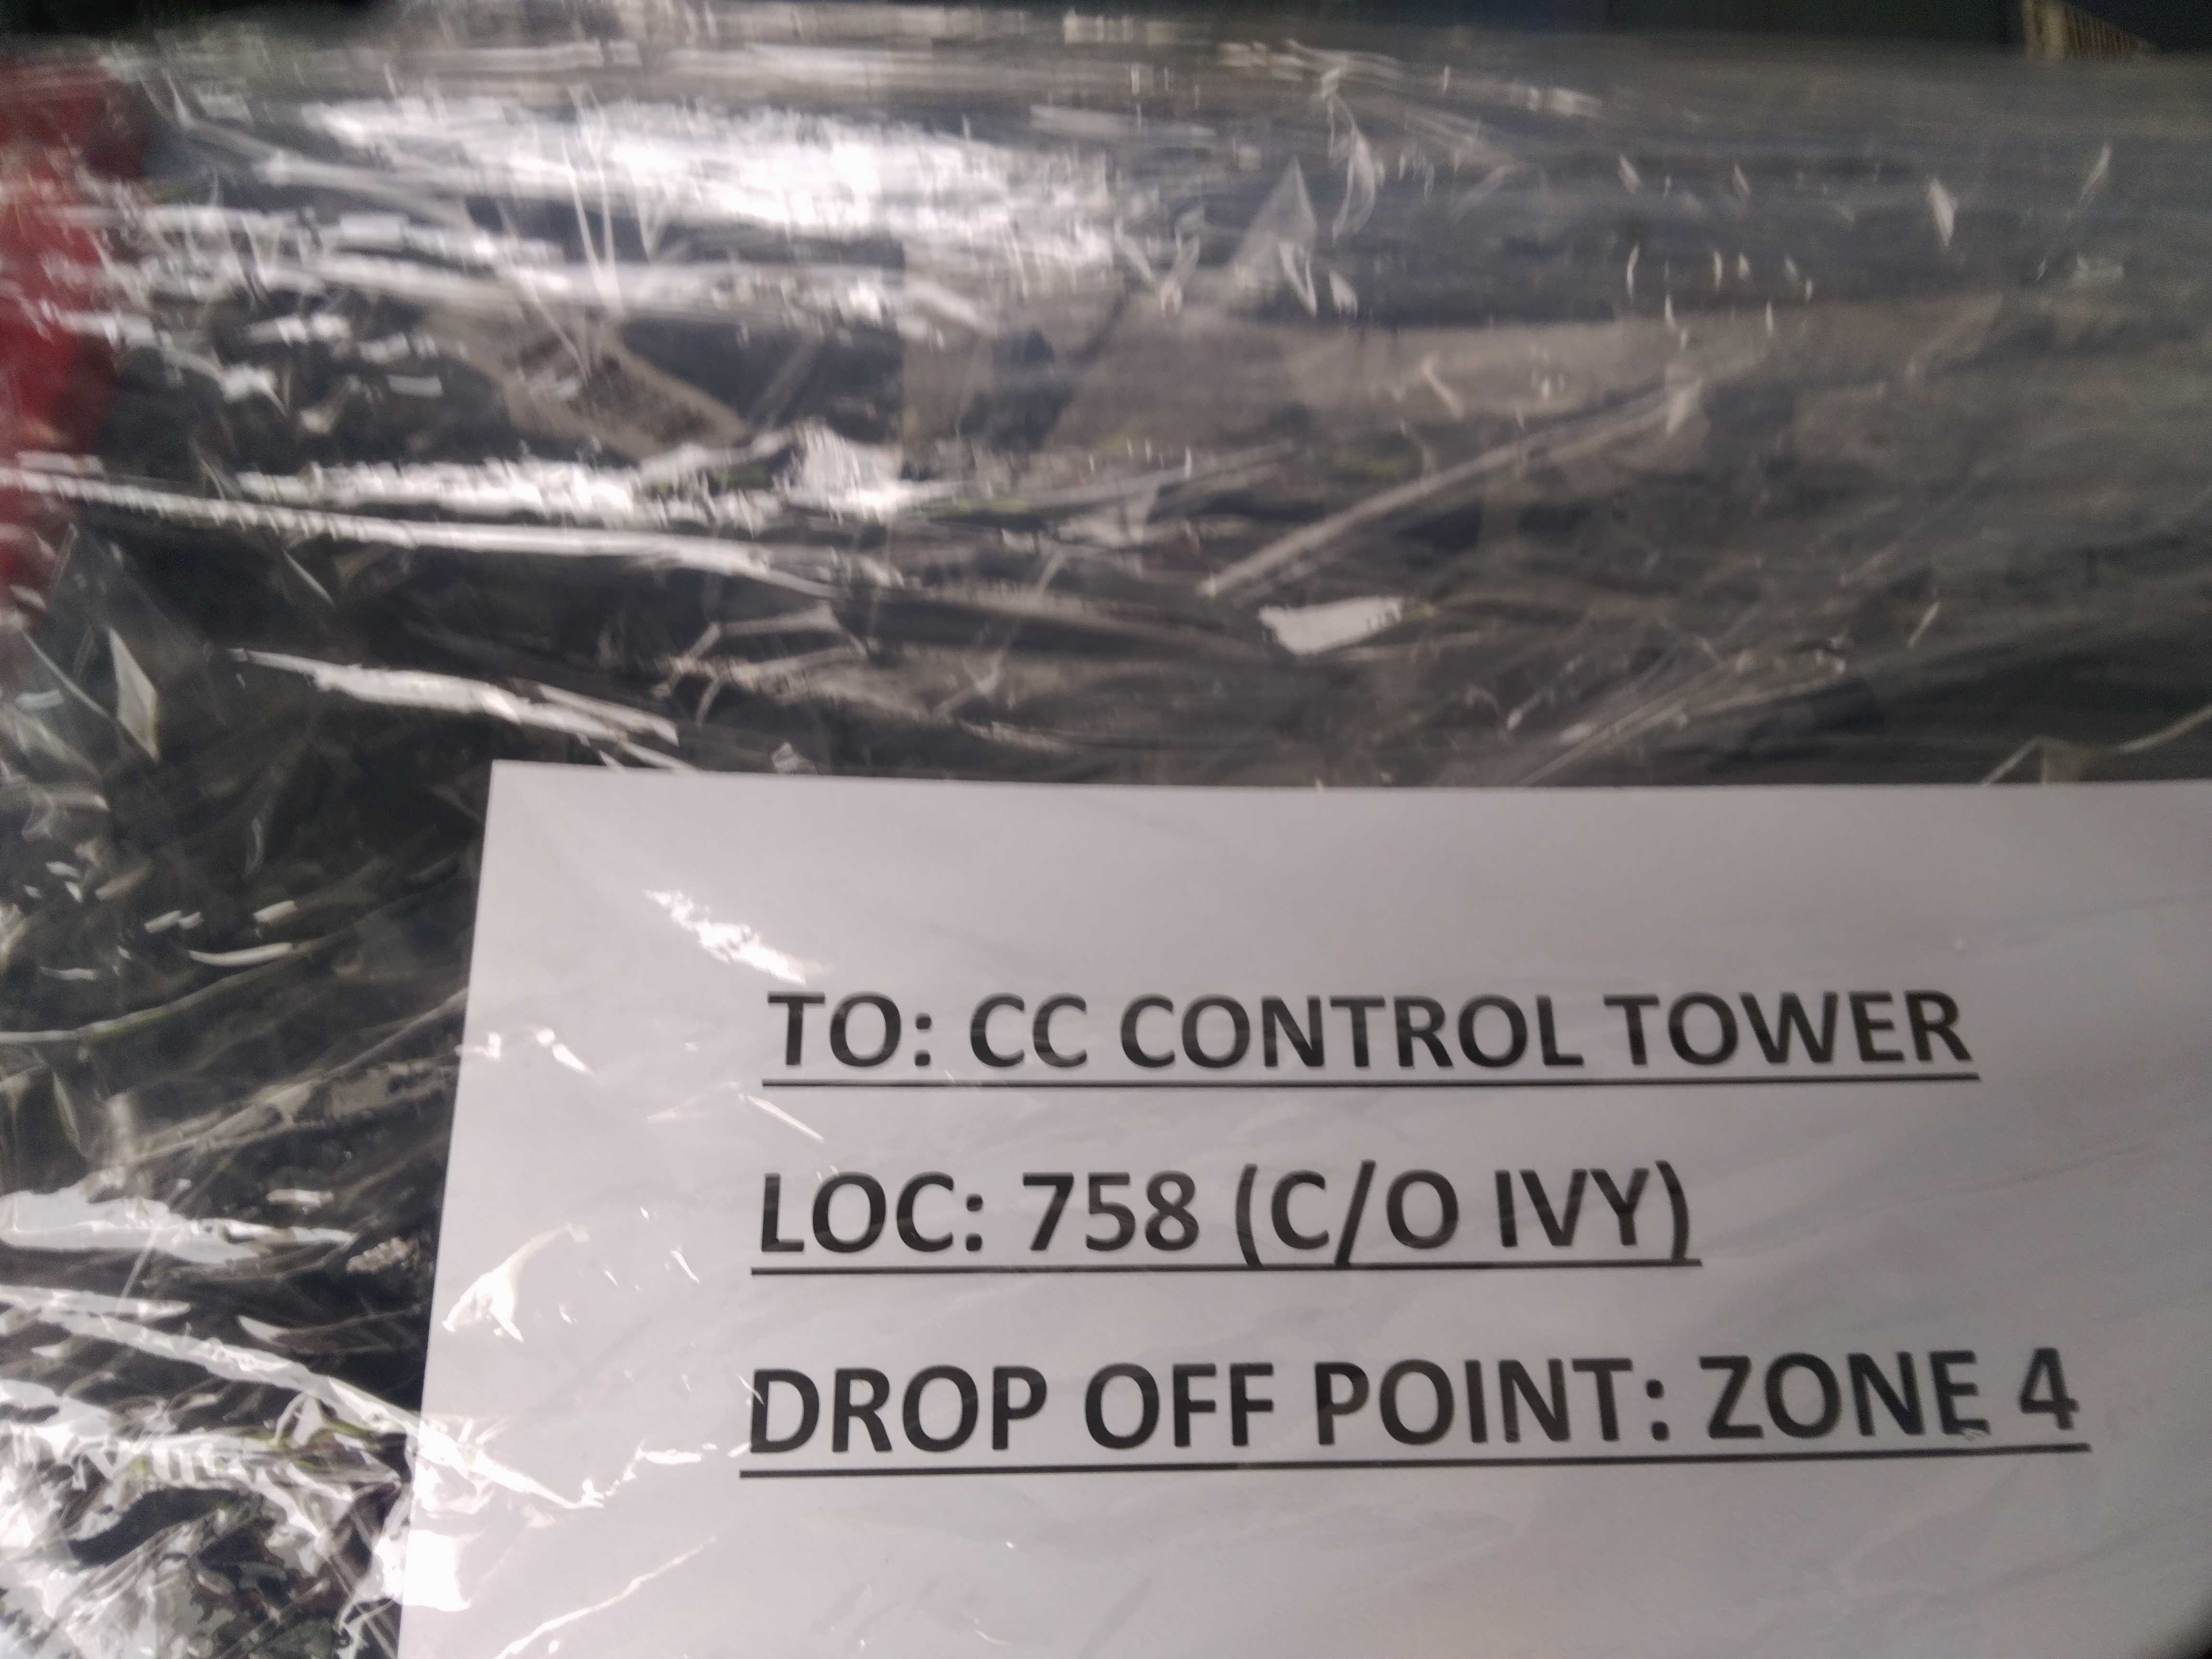 TO: CC CONTROL TOWER
LOC: 758 (C/O IVY)
DROP OFF POINT: ZONE 4